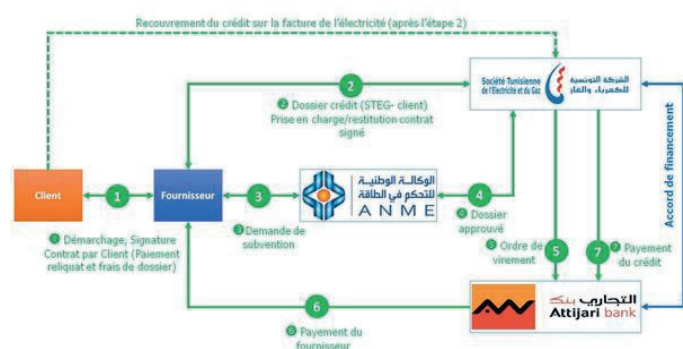 Recouvrement du crédit sur la facture de l'électricité (après l'étape 2)
Société Tunisienne
de l'Electricité et du Gaz
الشركة التونسية
للكهرباء والغاز
2
❷ Dossier crédit (STEG- client)
Prise en charge/restitution contrat
signé
Accord de financement
Client
1
Fournisseur
3
الوكالة الوطنية
للتحكم في الطاقة
ANME
4
❶ Démarchage, Signature
Contrat par Client (Paiement
reliquat et frais de dossier)
❸ Demande de
subvention
❹ Dossier
approuvé
❺ Ordre de
virement
5
7
❼ Payement
du crédit
6
❻ Payement du
fournisseur
التجاري بنك
Attijari bank